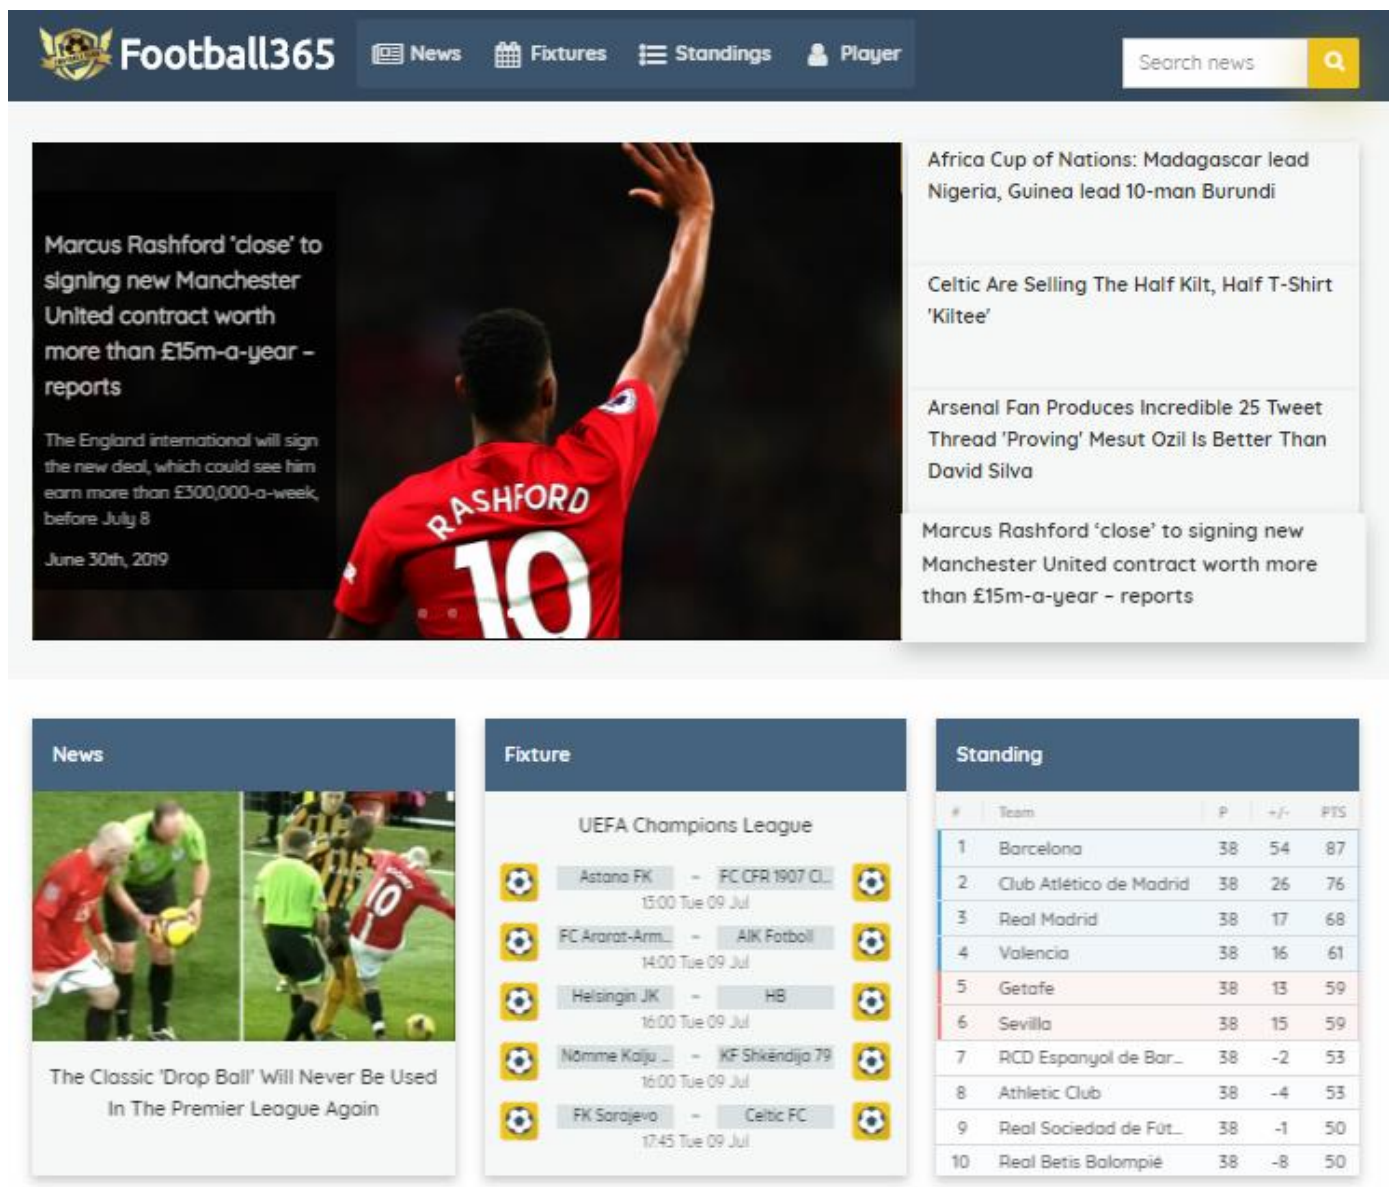 Football365
News
Fixtures
Standings
Player
Search news
Marcus Rashford ‘close’ to
signing new Manchester
United contract worth
more than £15m-a-year –
reports
The England international will sign
the new deal, which could see him
earn more than £300,000-a-week,
before July 8
June 30th, 2019
RASHFORD
10
Africa Cup of Nations: Madagascar lead
Nigeria, Guinea lead 10-man Burundi
Celtic Are Selling The Half Kilt, Half T-Shirt
'Kiltee'
Arsenal Fan Produces Incredible 25 Tweet
Thread 'Proving' Mesut Ozil Is Better Than
David Silva
Marcus Rashford ‘close’ to signing new
Manchester United contract worth more
than £15m-a-year – reports
News
ROONEY
10
The Classic 'Drop Ball' Will Never Be Used
In The Premier League Again
Fixture
UEFA Champions League
Astana FK - FC CFR 1907 Cl...
13:00 Tue 09 Jul
FC Ararat-Arm... - AIK Fotboll
14:00 Tue 09 Jul
Helsingin JK - HB
16:00 Tue 09 Jul
Nõmme Kalju ... - KF Shkëndija 79
16:00 Tue 09 Jul
FK Sarajevo - Celtic FC
17:45 Tue 09 Jul
Standing
# Team P +/- PTS
1 Barcelona 38 54 87
2 Club Atlético de Madrid 38 26 76
3 Real Madrid 38 17 68
4 Valencia 38 16 61
5 Getafe 38 13 59
6 Sevilla 38 15 59
7 RCD Espanyol de Bar... 38 -2 53
8 Athletic Club 38 -4 53
9 Real Sociedad de Fút... 38 -1 50
10 Real Betis Balompié 38 -8 50